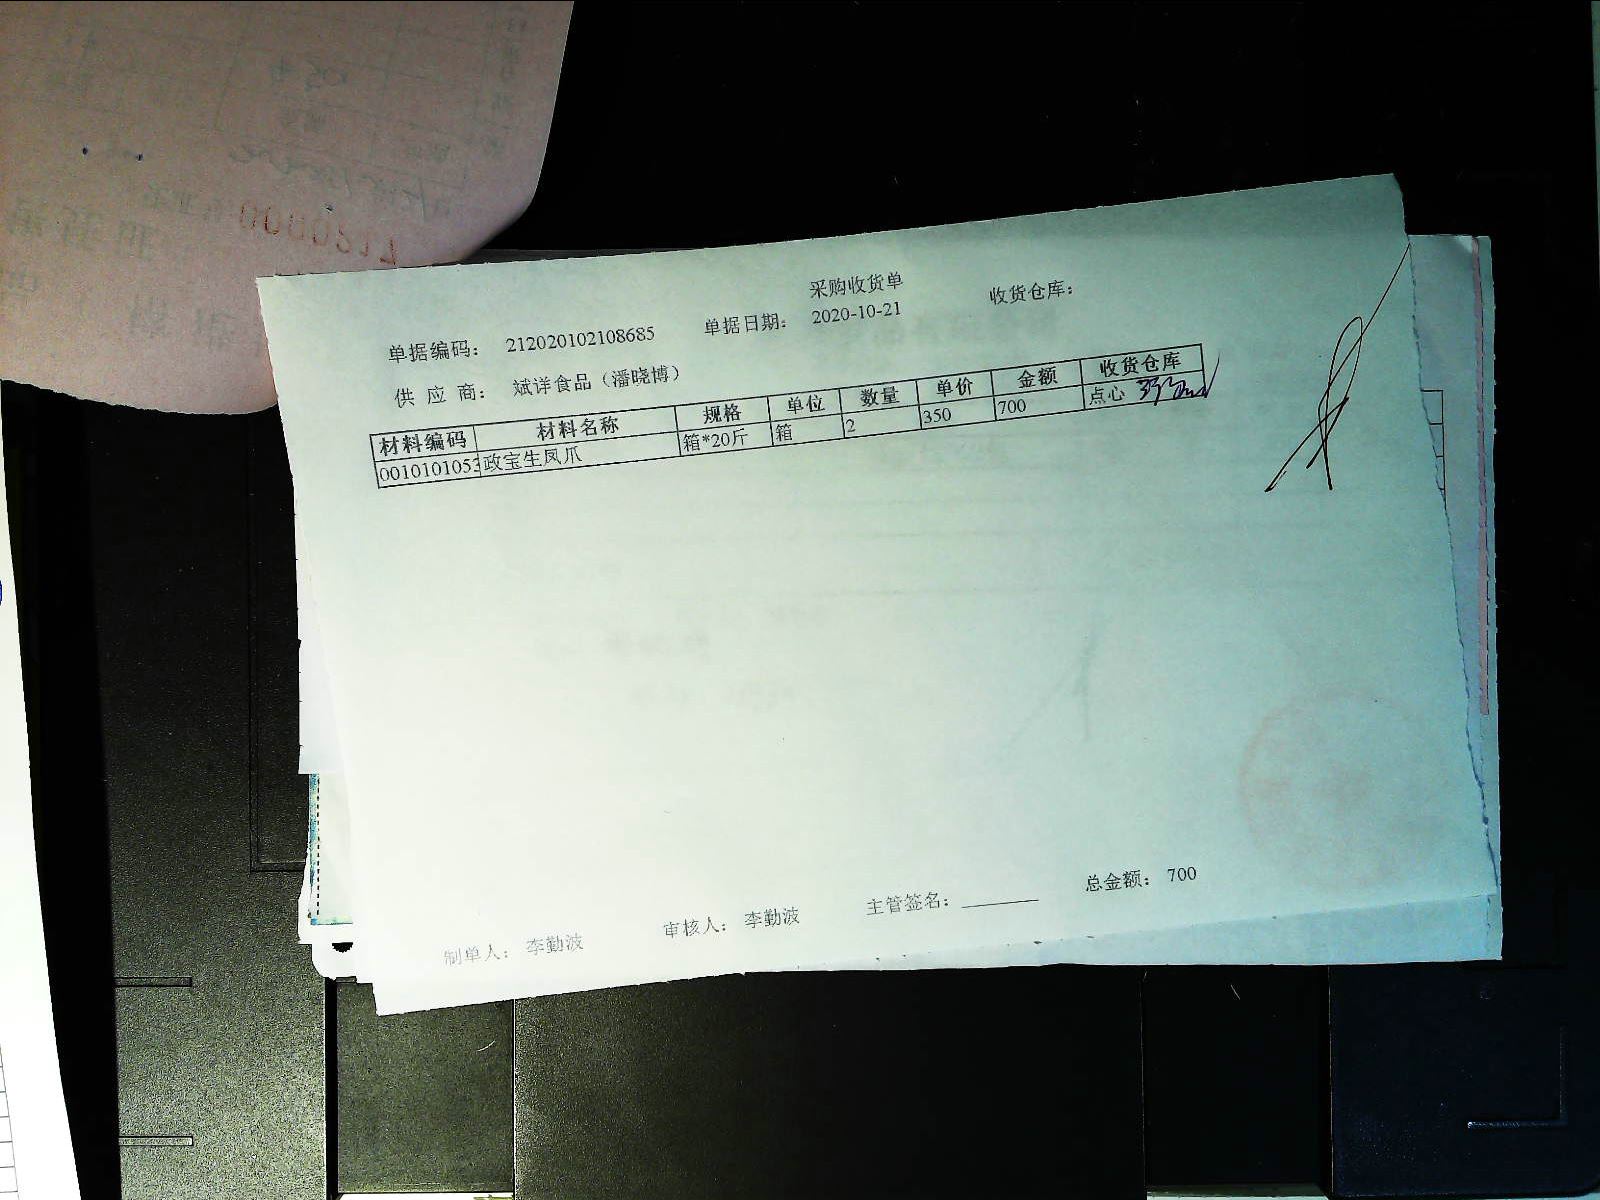 0000217
采购收货单
单据编码： 212020102108685 单据日期： 2020-10-21 收货仓库：
供 应 商： 斌详食品（潘晓博）
材料编码 材料名称 规格 单位 数量 单价 金额 收货仓库
0010101053 政宝生凤爪 箱*20斤 箱 2 350 700 点心
制单人： 李勤波 审核人： 李勤波 主管签名： 总金额： 700